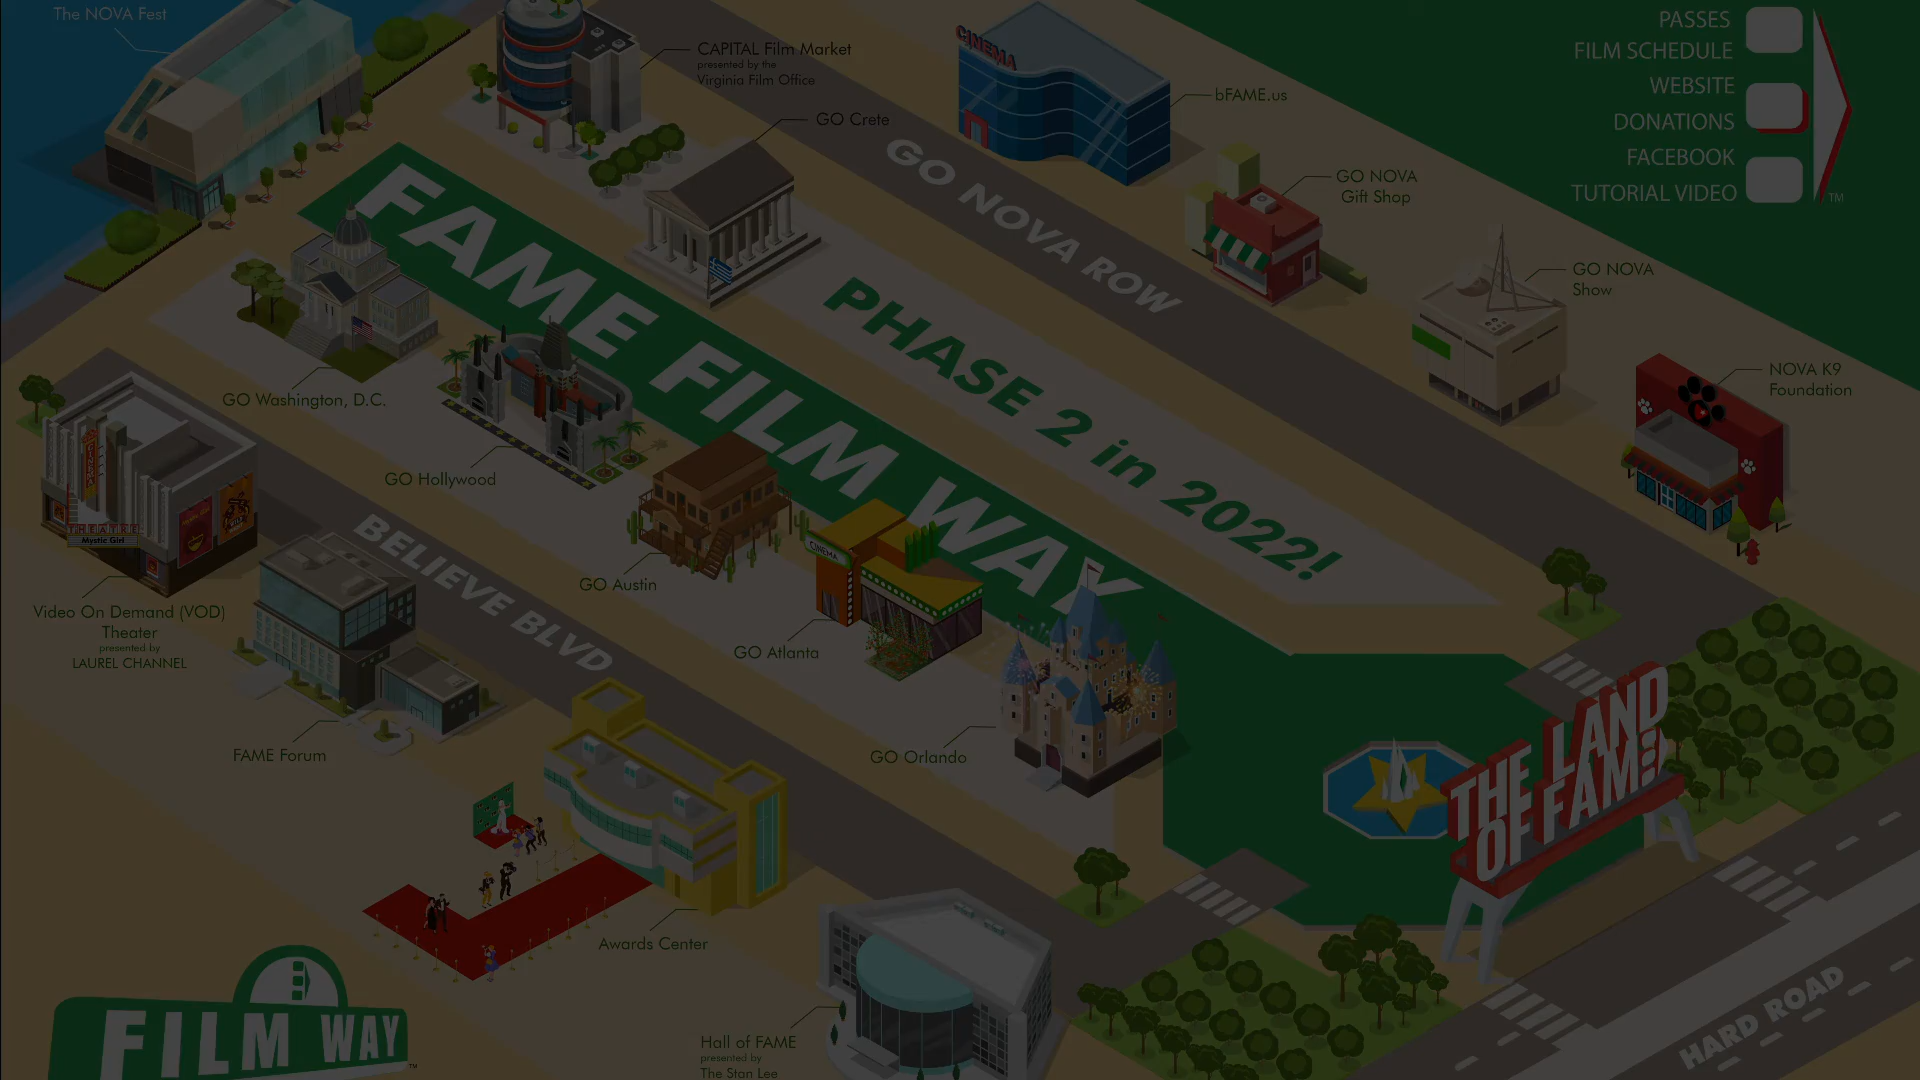 The NOVA Fest
CAPITAL Film Market
presented by the
Virginia Film Office
GO Crete
CINEMA
bFAME.us
PASSES
FILM SCHEDULE
WEBSITE
DONATIONS
FACEBOOK
TUTORIAL VIDEO
TM
GO NOVA
Gift Shop
GO NOVA ROW
GO NOVA
Show
NOVA K9
Foundation
FAME FILM WAY
PHASE 2 in 2022!
GO Washington, D.C.
GO Hollywood
CINEMA
THEATRE
Mystic Girl
Video On Demand (VOD)
Theater
presented by
LAUREL CHANNEL
BELIEVE BLVD
GO Austin
CINEMA
GO Atlanta
FAME Forum
GO Orlando
THE LAND
OF FAME
Awards Center
HARD ROAD
FILM WAY
TM
Hall of FAME
presented by
The Stan Lee